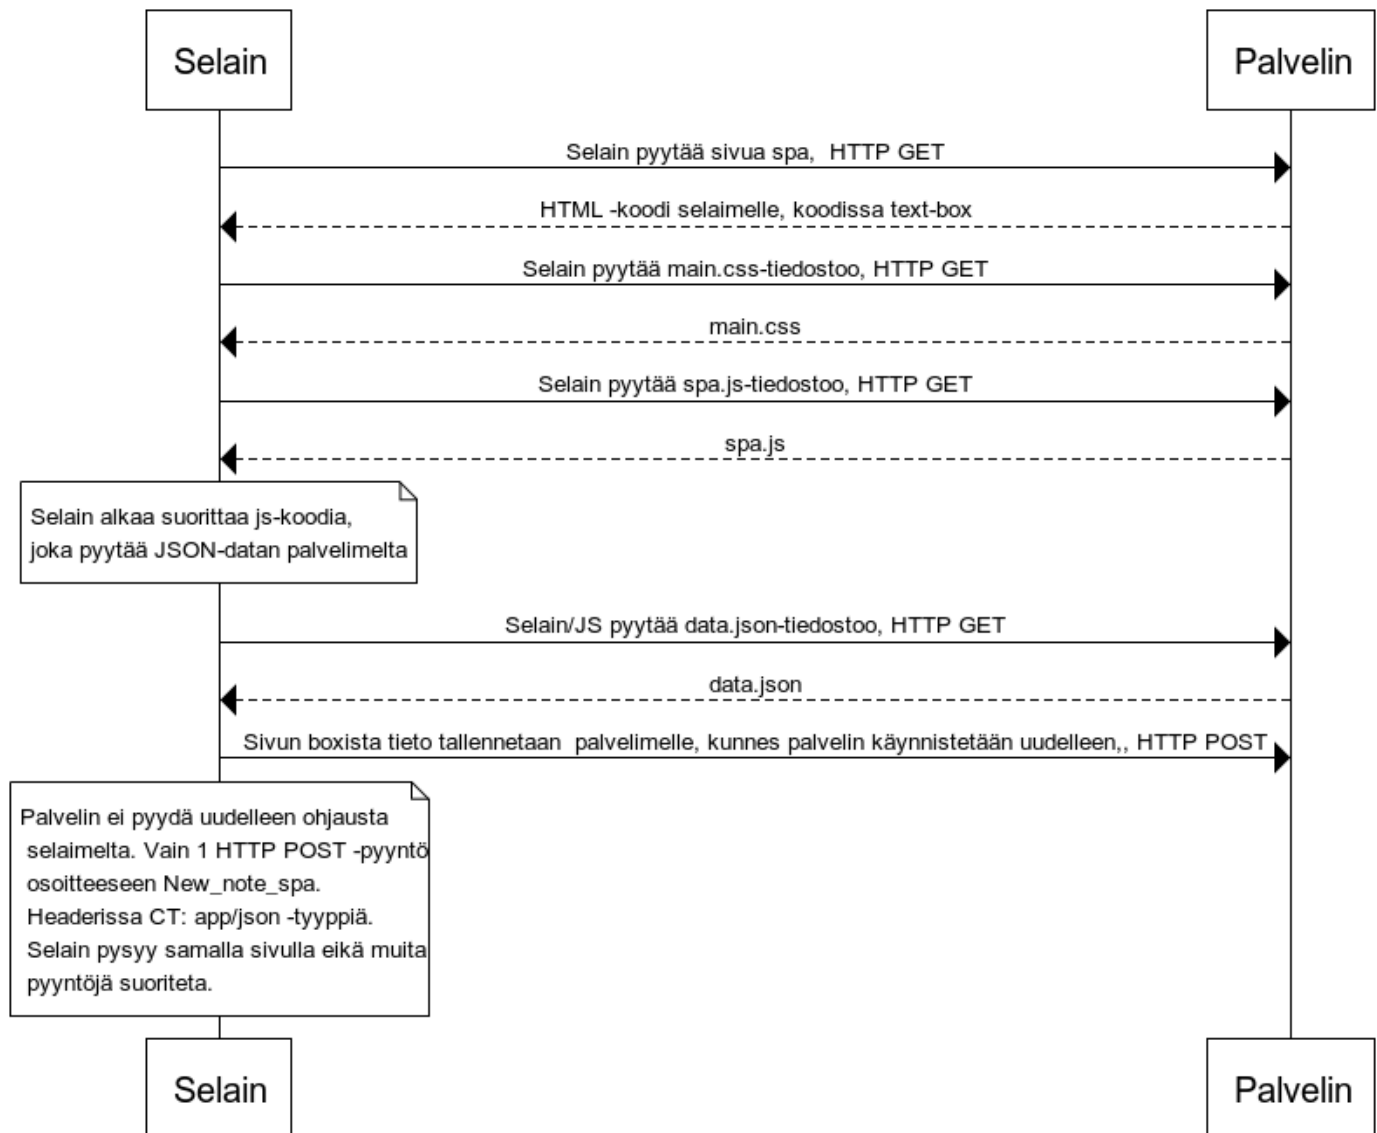 Selain
Palvelin
Selain pyytää sivua spa,  HTTP GET
HTML -koodi selaimelle, koodissa text-box
Selain pyytää main.css-tiedostoo, HTTP GET
main.css
Selain pyytää spa.js-tiedostoo, HTTP GET
spa.js
Selain alkaa suorittaa js-koodia,
joka pyytää JSON-datan palvelimelta
Selain/JS pyytää data.json-tiedostoo, HTTP GET
data.json
Sivun boxista tieto tallennetaan  palvelimelle, kunnes palvelin käynnistetään uudelleen,, HTTP POST
Palvelin ei pyydä uudelleen ohjausta
selaimelta. Vain 1 HTTP POST -pyyntö
osoitteeseen New_note_spa.
Headerissa CT: app/json -tyyppiä.
Selain pysyy samalla sivulla eikä muita
pyyntöjä suoriteta.
Selain
Palvelin